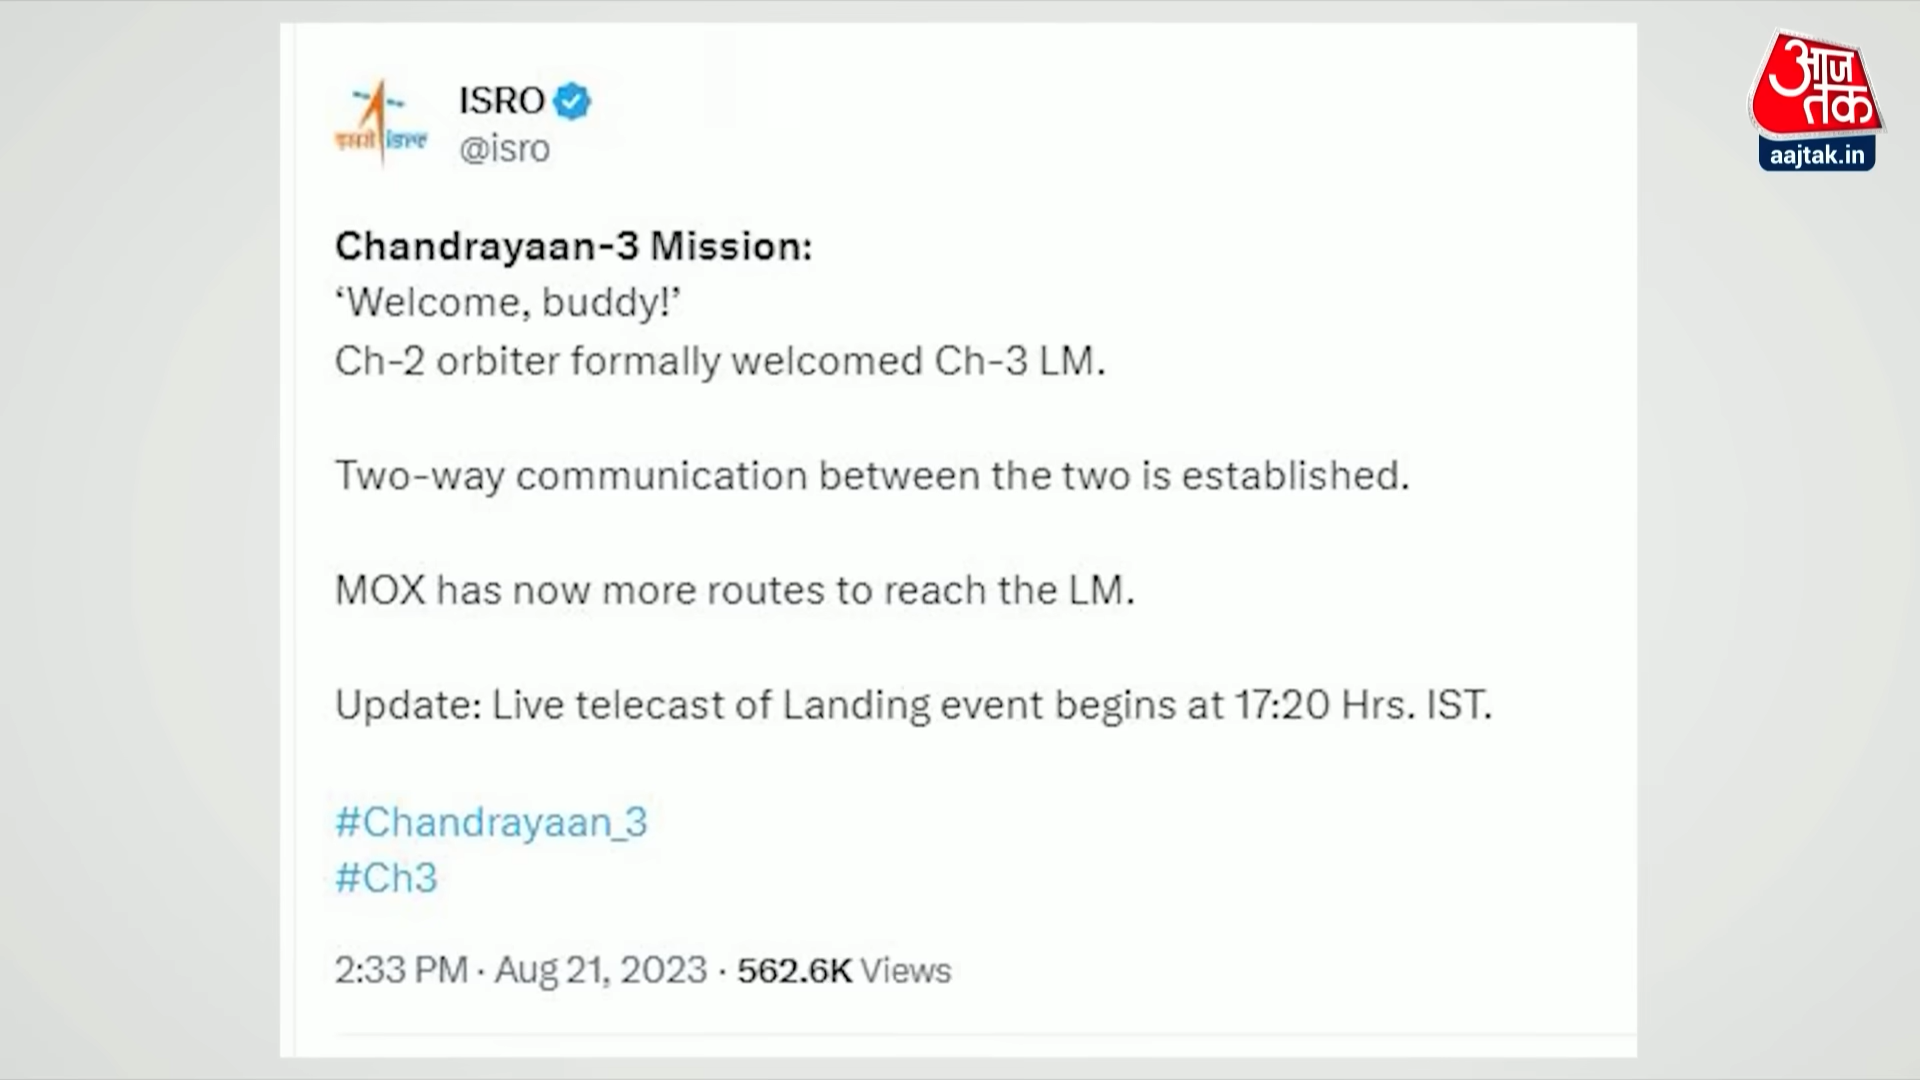 ISRO
@isro
इसरो isro
आज
तक
aajtak.in
Chandrayaan-3 Mission:
‘Welcome, buddy!’
Ch-2 orbiter formally welcomed Ch-3 LM.
Two-way communication between the two is established.
MOX has now more routes to reach the LM.
Update: Live telecast of Landing event begins at 17:20 Hrs. IST.
#Chandrayaan_3
#Ch3
2:33 PM · Aug 21, 2023 · 562.6K Views